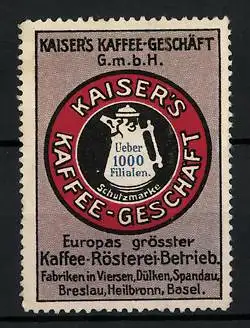 KAISER'S KAFFEE-GESCHÄFT
G.m.b.H.
KAISER'S
Ueber
1000
Filialen.
Schutzmarke
KAFFEE-GESCHÄFT
Europas grösster
Kaffee-Rösterei-Betrieb.
Fabriken in Viersen, Dülken, Spandau,
Breslau, Heilbronn, Basel.